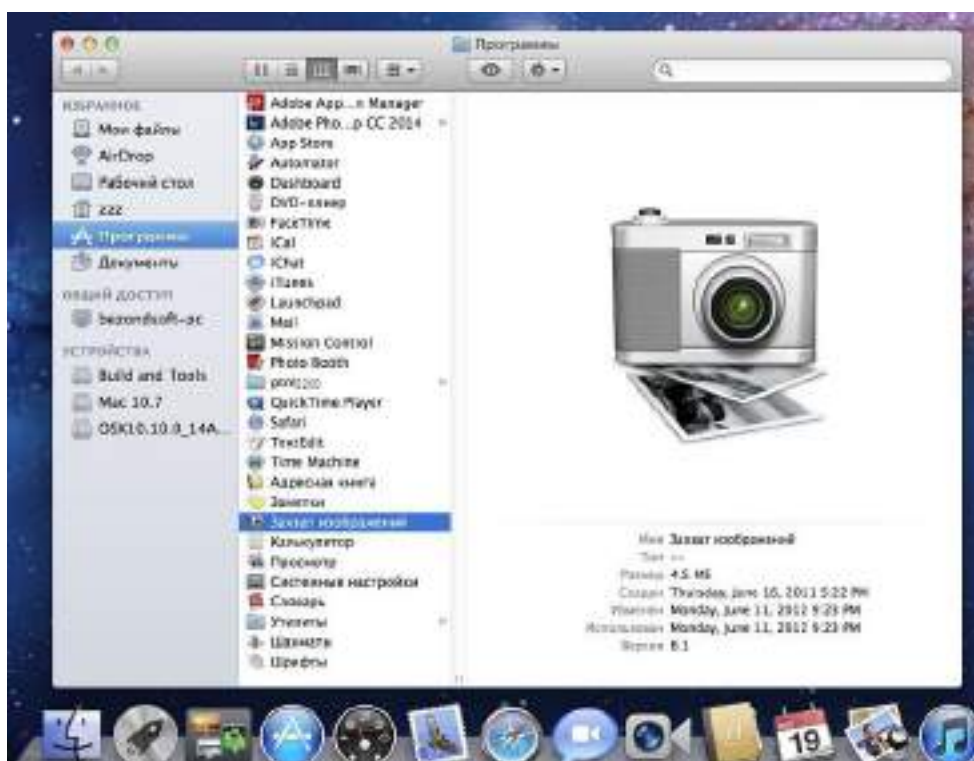 Программы
ИЗБРАННОЕ
Мои файлы
AirDrop
Рабочий стол
zzz
Программы
Документы
ОБЩИЙ ДОСТУП
УСТРОЙСТВА
Build and Tools
Mac 10.7
OSX10.10.0_14A...
Adobe App...n Manager
Adobe Pho...p CC 2014
App Store
Automator
Dashboard
DVD-плеер
FaceTime
iCal
iChat
iTunes
Launchpad
Mail
Mission Control
Photo Booth
QuickTime Player
Safari
TextEdit
Time Machine
Адресная книга
Заметки
Захват изображений
Калькулятор
Просмотр
Системные настройки
Словарь
Утилиты
Шахматы
Шрифты
Имя Захват изображений
Тип --
Размер 4.5 МБ
Создан Thursday, June 16, 2011 5:22 PM
Изменен Monday, June 11, 2012 9:23 PM
Использован Monday, June 11, 2012 9:23 PM
Версия 6.1
19